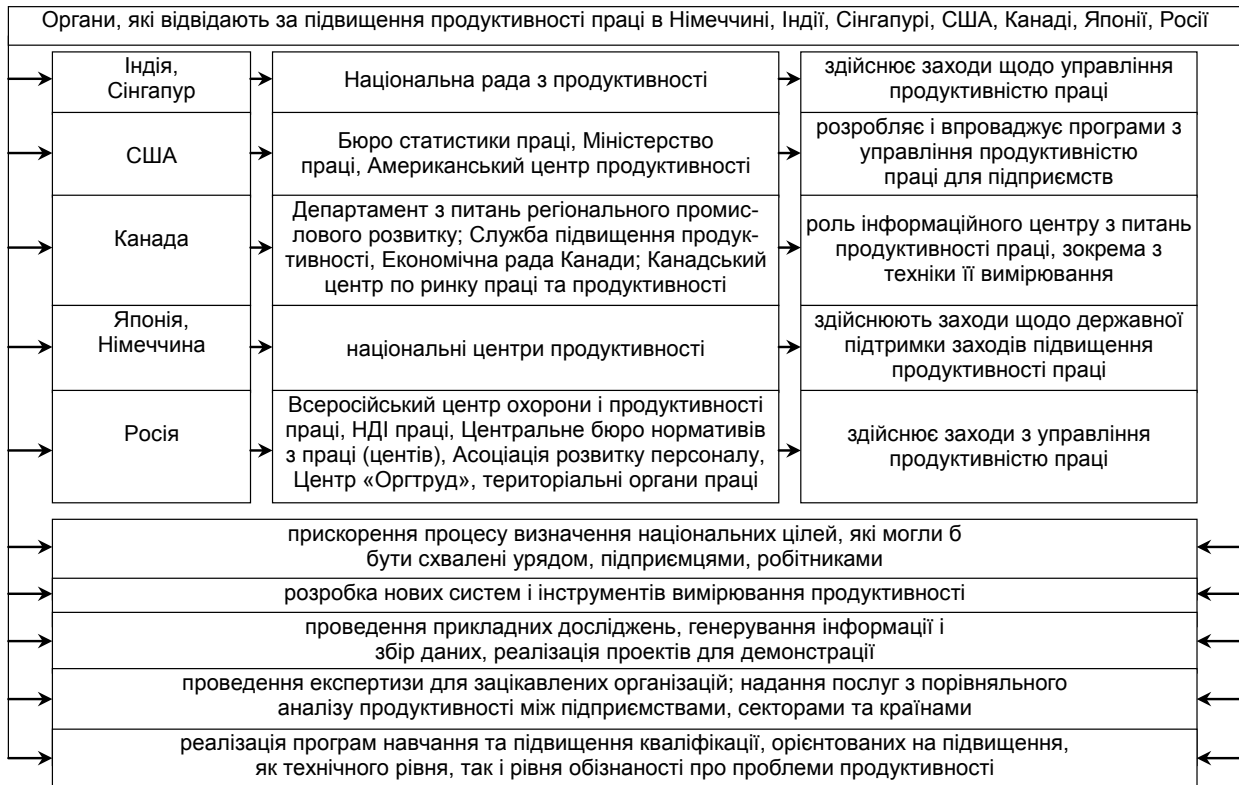 Органи, які відвідають за підвищення продуктивності праці в Німеччині, Індії, Сінгапурі, США, Канаді, Японії, Росії
Індія,
Сінгапур
Національна рада з продуктивності
здійснює заходи щодо управління
продуктивністю праці
США
Бюро статистики праці, Міністерство
праці, Американський центр продуктивності
розробляє і впроваджує програми з
управління продуктивністю
праці для підприємств
Канада
Департамент з питань регіонального промис-
лового розвитку; Служба підвищення продук-
тивності, Економічна рада Канади; Канадський
центр по ринку праці та продуктивності
роль інформаційного центру з питань
продуктивності праці, зокрема з
техніки її вимірювання
Японія,
Німеччина
національні центри продуктивності
здійснюють заходи щодо державної
підтримки заходів підвищення
продуктивності праці
Росія
Всеросійський центр охорони і продуктивності
праці, НДІ праці, Центральне бюро нормативів
з праці (центів), Асоціація розвитку персоналу,
Центр «Оргтруд», територіальні органи праці
здійснює заходи з управління
продуктивністю праці
прискорення процесу визначення національних цілей, які могли б
бути схвалені урядом, підприємцями, робітниками
розробка нових систем і інструментів вимірювання продуктивності
проведення прикладних досліджень, генерування інформації і
збір даних, реалізація проектів для демонстрації
проведення експертизи для зацікавлених організацій; надання послуг з порівняльного
аналізу продуктивності між підприємствами, секторами та країнами
реалізація програм навчання та підвищення кваліфікації, орієнтованих на підвищення,
як технічного рівня, так і рівня обізнаності про проблеми продуктивності